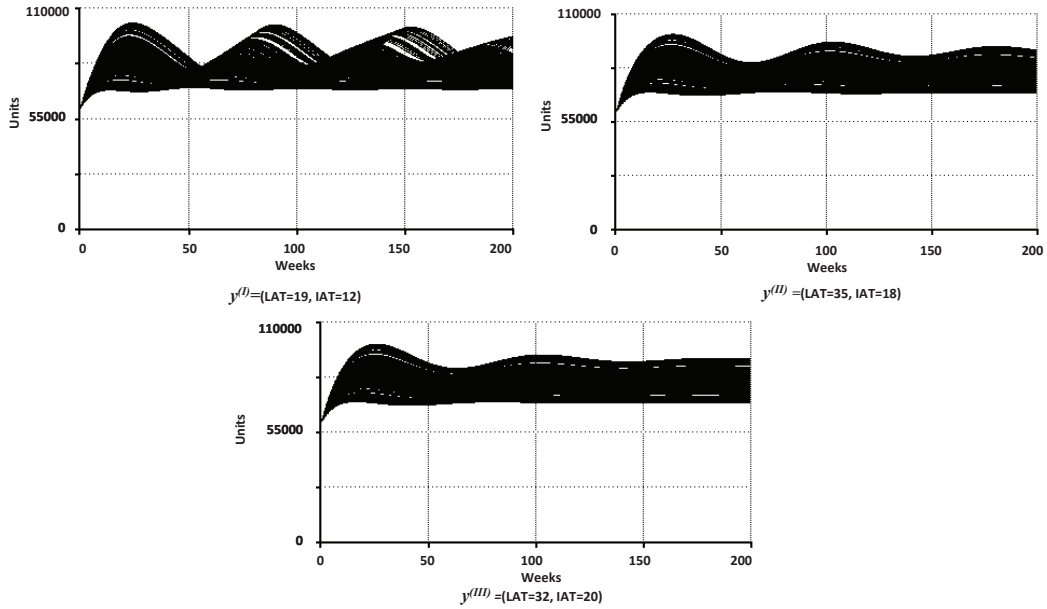 110000
Units
55000
0
0 50 100 150 200
Weeks
y(I)=(LAT=19, IAT=12)
110000
Units
55000
0
0 50 100 150 200
Weeks
y(II) =(LAT=35, IAT=18)
110000
Units
55000
0
0 50 100 150 200
Weeks
y(III) =(LAT=32, IAT=20)